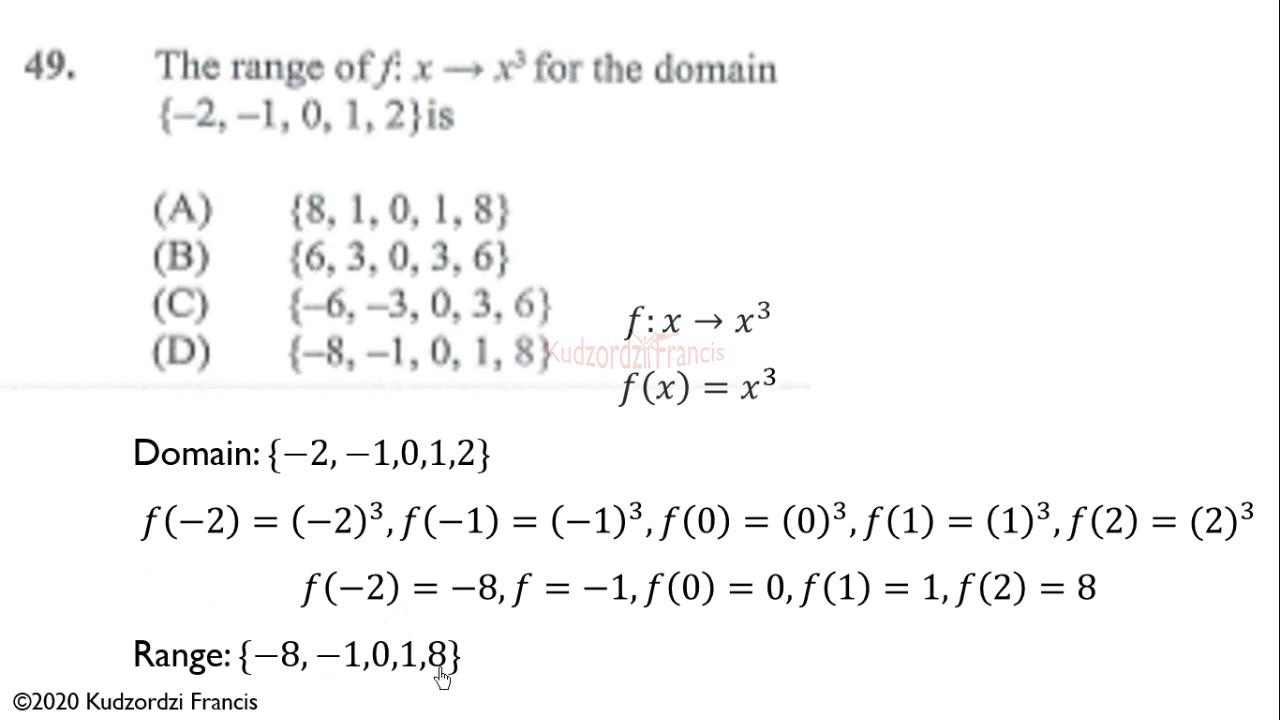 49. The range of f: x → x³ for the domain
{–2, –1, 0, 1, 2} is
(A) {8, 1, 0, 1, 8}
(B) {6, 3, 0, 3, 6}
(C) {–6, –3, 0, 3, 6}
(D) {–8, –1, 0, 1, 8}
f: x → x³
Kudzordzi Francis
f(x) = x³
Domain: {−2, −1,0,1,2}
f(−2) = (−2)³, f(−1) = (−1)³, f(0) = (0)³, f(1) = (1)³, f(2) = (2)³
f(−2) = −8, f = −1, f(0) = 0, f(1) = 1, f(2) = 8
Range: {−8, −1,0,1,8}
©2020 Kudzordzi Francis